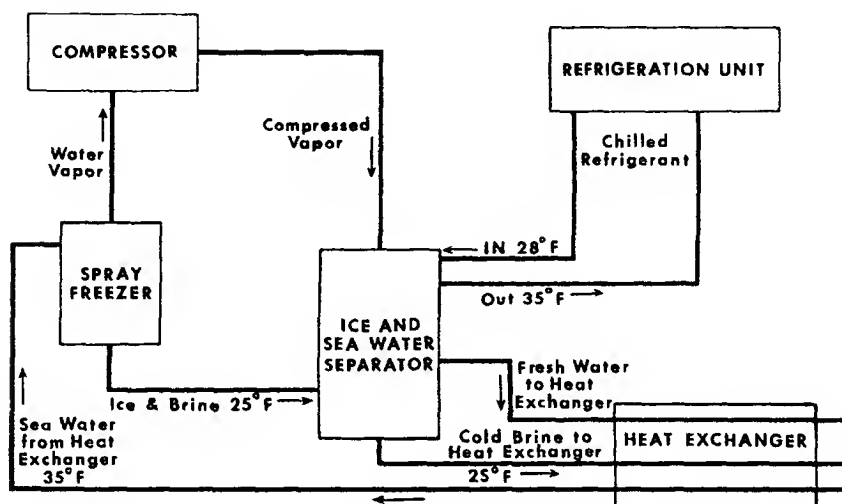 COMPRESSOR
REFRIGERATION UNIT
Compressed
Vapor
Chilled
Refrigerant
Water
Vapor
IN 28°F
SPRAY
FREEZER
Out 35°F
ICE AND
SEA WATER
SEPARATOR
Fresh Water
to Heat
Exchanger
Ice & Brine 25°F
Sea Water
from Heat
Exchanger
35°F
Cold Brine to
Heat Exchanger
25°F
HEAT EXCHANGER